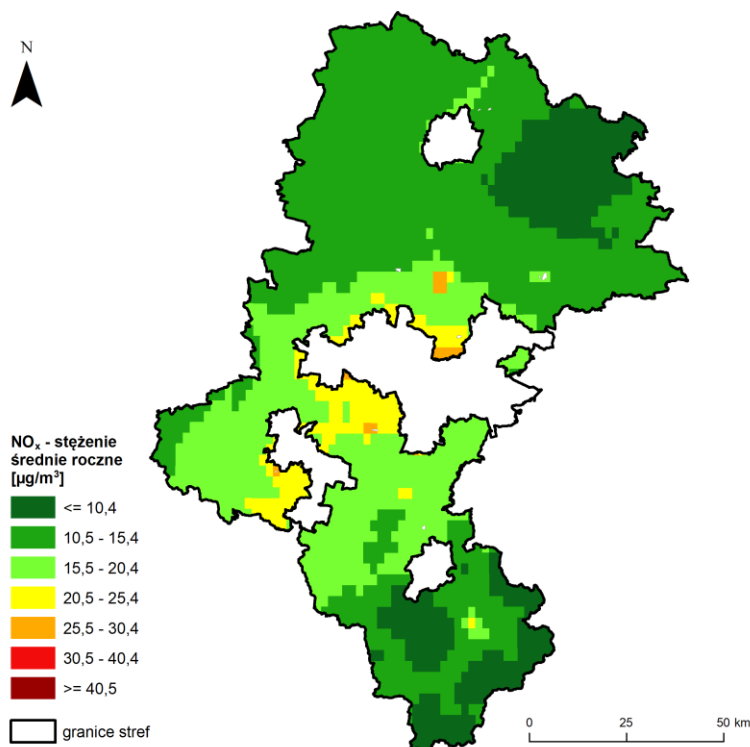 N
NOₓ - stężenie
średnie roczne
[µg/m³]
<= 10,4
10,5 - 15,4
15,5 - 20,4
20,5 - 25,4
25,5 - 30,4
30,5 - 40,4
>= 40,5
granice stref
0 25 50 km